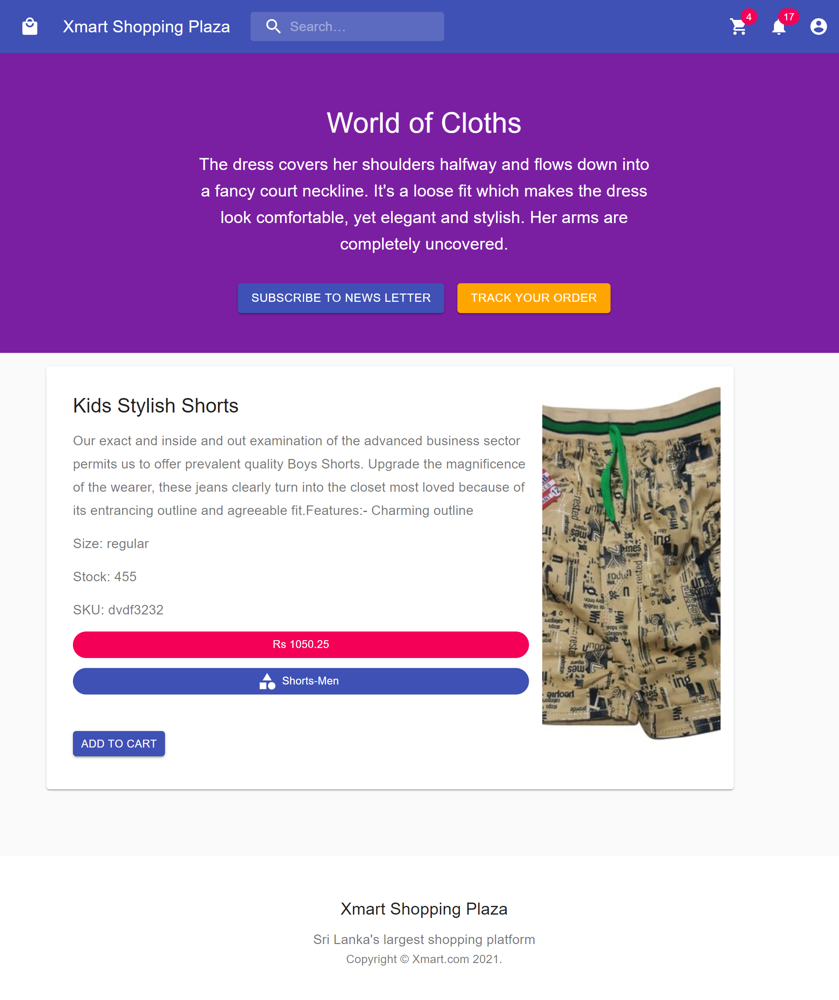 Xmart Shopping Plaza
Search...
4
17
World of Cloths
The dress covers her shoulders halfway and flows down into
a fancy court neckline. It's a loose fit which makes the dress
look comfortable, yet elegant and stylish. Her arms are
completely uncovered.
SUBSCRIBE TO NEWS LETTER
TRACK YOUR ORDER
Kids Stylish Shorts
Our exact and inside and out examination of the advanced business sector
permits us to offer prevalent quality Boys Shorts. Upgrade the magnificence
of the wearer, these jeans clearly turn into the closet most loved because of
its entrancing outline and agreeable fit.Features:- Charming outline
Size: regular
Stock: 455
SKU: dvdf3232
Rs 1050.25
Shorts-Men
ADD TO CART
12
rested
ing
rested
Xmart Shopping Plaza
Sri Lanka's largest shopping platform
Copyright © Xmart.com 2021.